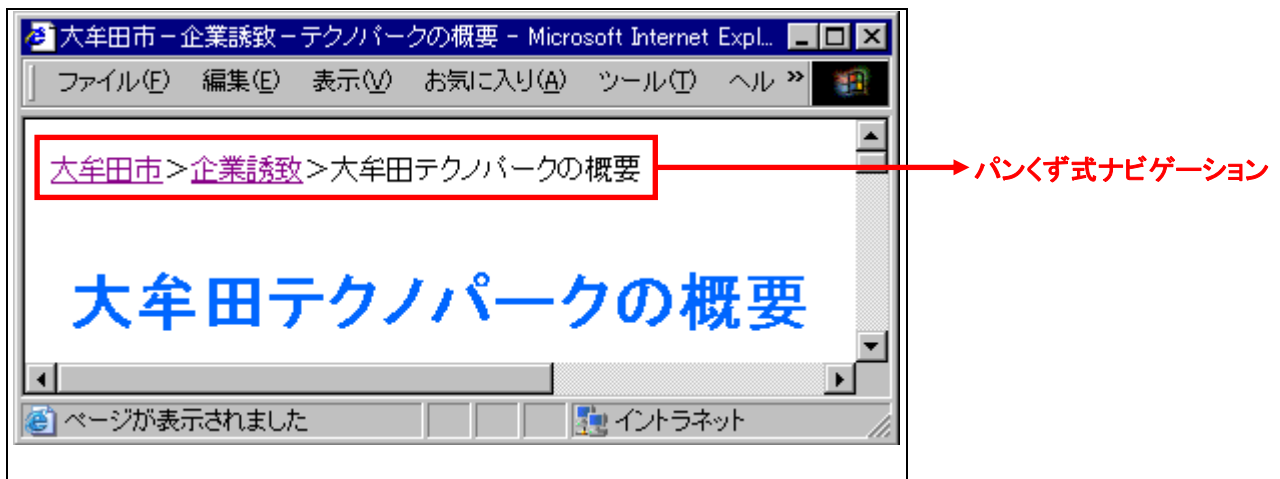 大牟田市－企業誘致－テクノパークの概要 - Microsoft Internet Expl...
ファイル(F) 編集(E) 表示(V) お気に入り(A) ツール(T) ヘル »
大牟田市>企業誘致>大牟田テクノパークの概要
パンくず式ナビゲーション
大牟田テクノパークの概要
ページが表示されました イントラネット